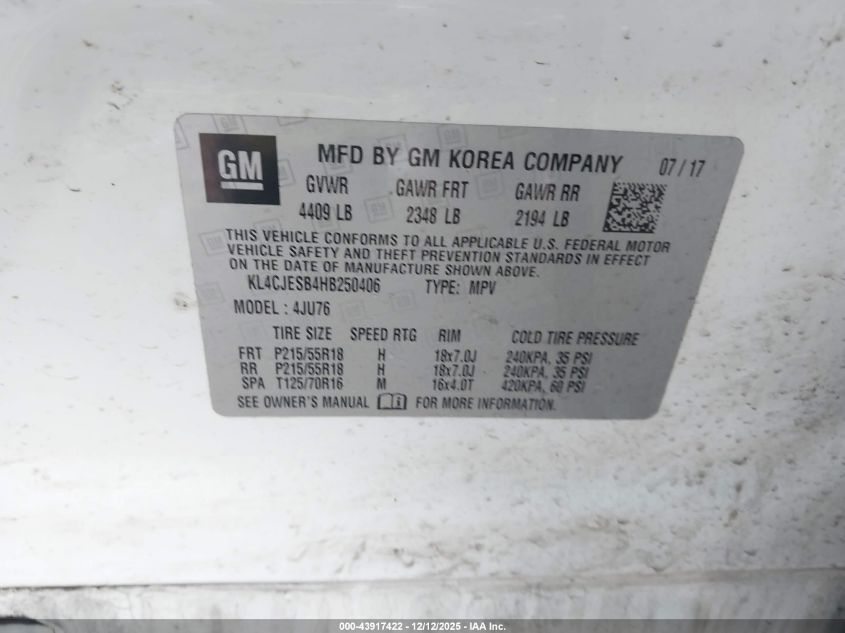 GM
MFD BY GM KOREA COMPANY 07/17
GVWR GAWR FRT GAWR RR
4409 LB 2348 LB 2194 LB
THIS VEHICLE CONFORMS TO ALL APPLICABLE U.S. FEDERAL MOTOR
VEHICLE SAFETY AND THEFT PREVENTION STANDARDS IN EFFECT
ON THE DATE OF MANUFACTURE SHOWN ABOVE.
KL4CJESB4HB250406 TYPE: MPV
MODEL : 4JU76
TIRE SIZE SPEED RTG RIM COLD TIRE PRESSURE
FRT P215/55R18 H 18x7.0J 240KPA, 35 PSI
RR P215/55R18 H 18x7.0J 240KPA, 35 PSI
SPA T125/70R16 M 16x4.0T 420KPA, 60 PSI
SEE OWNER'S MANUAL FOR MORE INFORMATION.
000-43917422 - 12/12/2025 - IAA Inc.